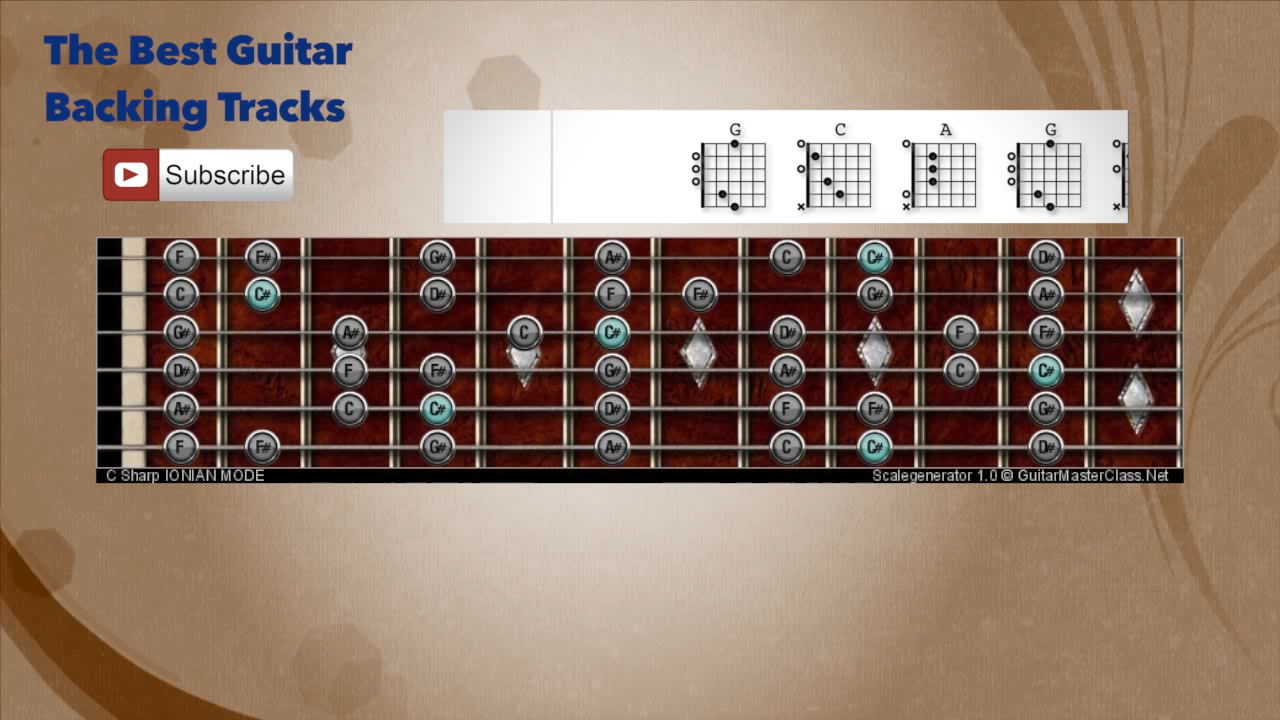 The Best Guitar
Backing Tracks
Subscribe
G C A G
F F# G# A# C C# D#
C C# D# F F# G# A#
G# A# C C# D# F F#
D# F F# G# A# C C#
A# C C# D# F F# G#
F F# G# A# C C# D#
C Sharp IONIAN MODE Scalegenerator 1.0 © GuitarMasterClass.Net